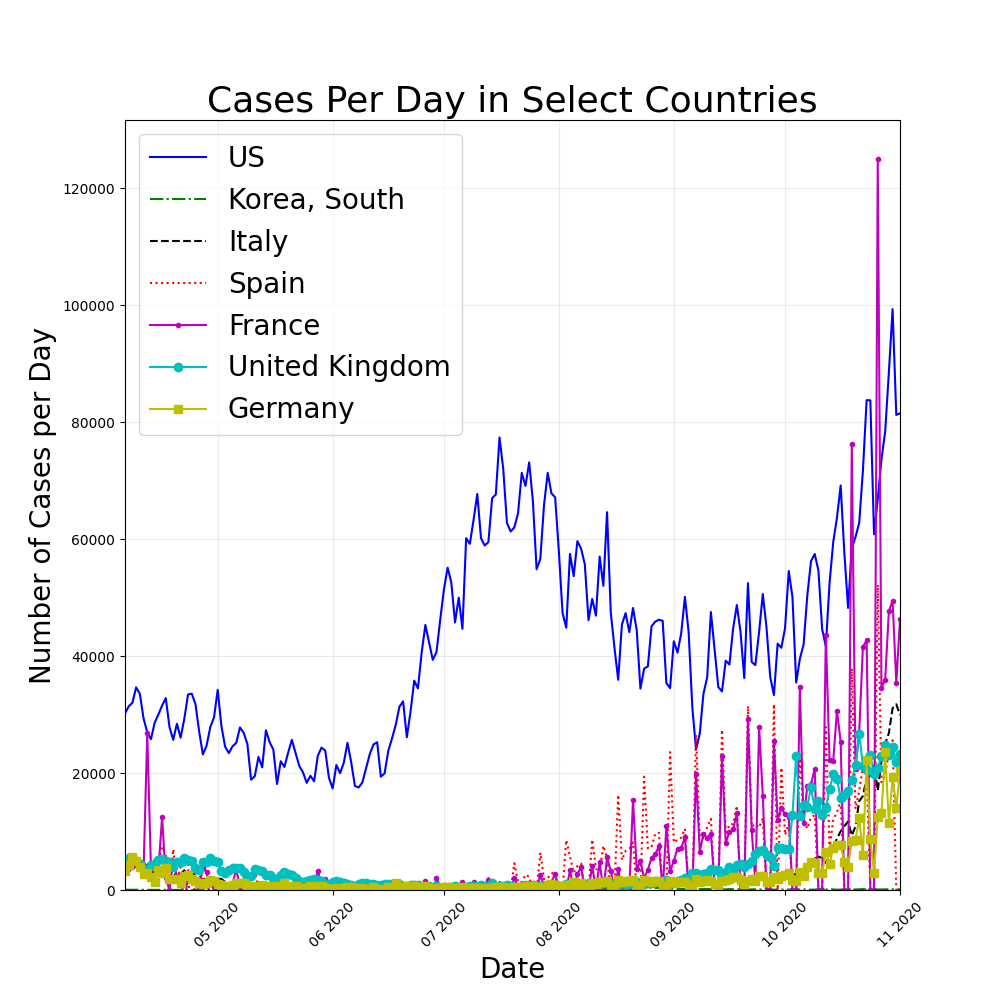 Cases Per Day in Select Countries
US
Korea, South
Italy
Spain
France
United Kingdom
Germany
Number of Cases per Day
120000
100000
80000
60000
40000
20000
0
05 2020
06 2020
07 2020
08 2020
09 2020
10 2020
11 2020
Date